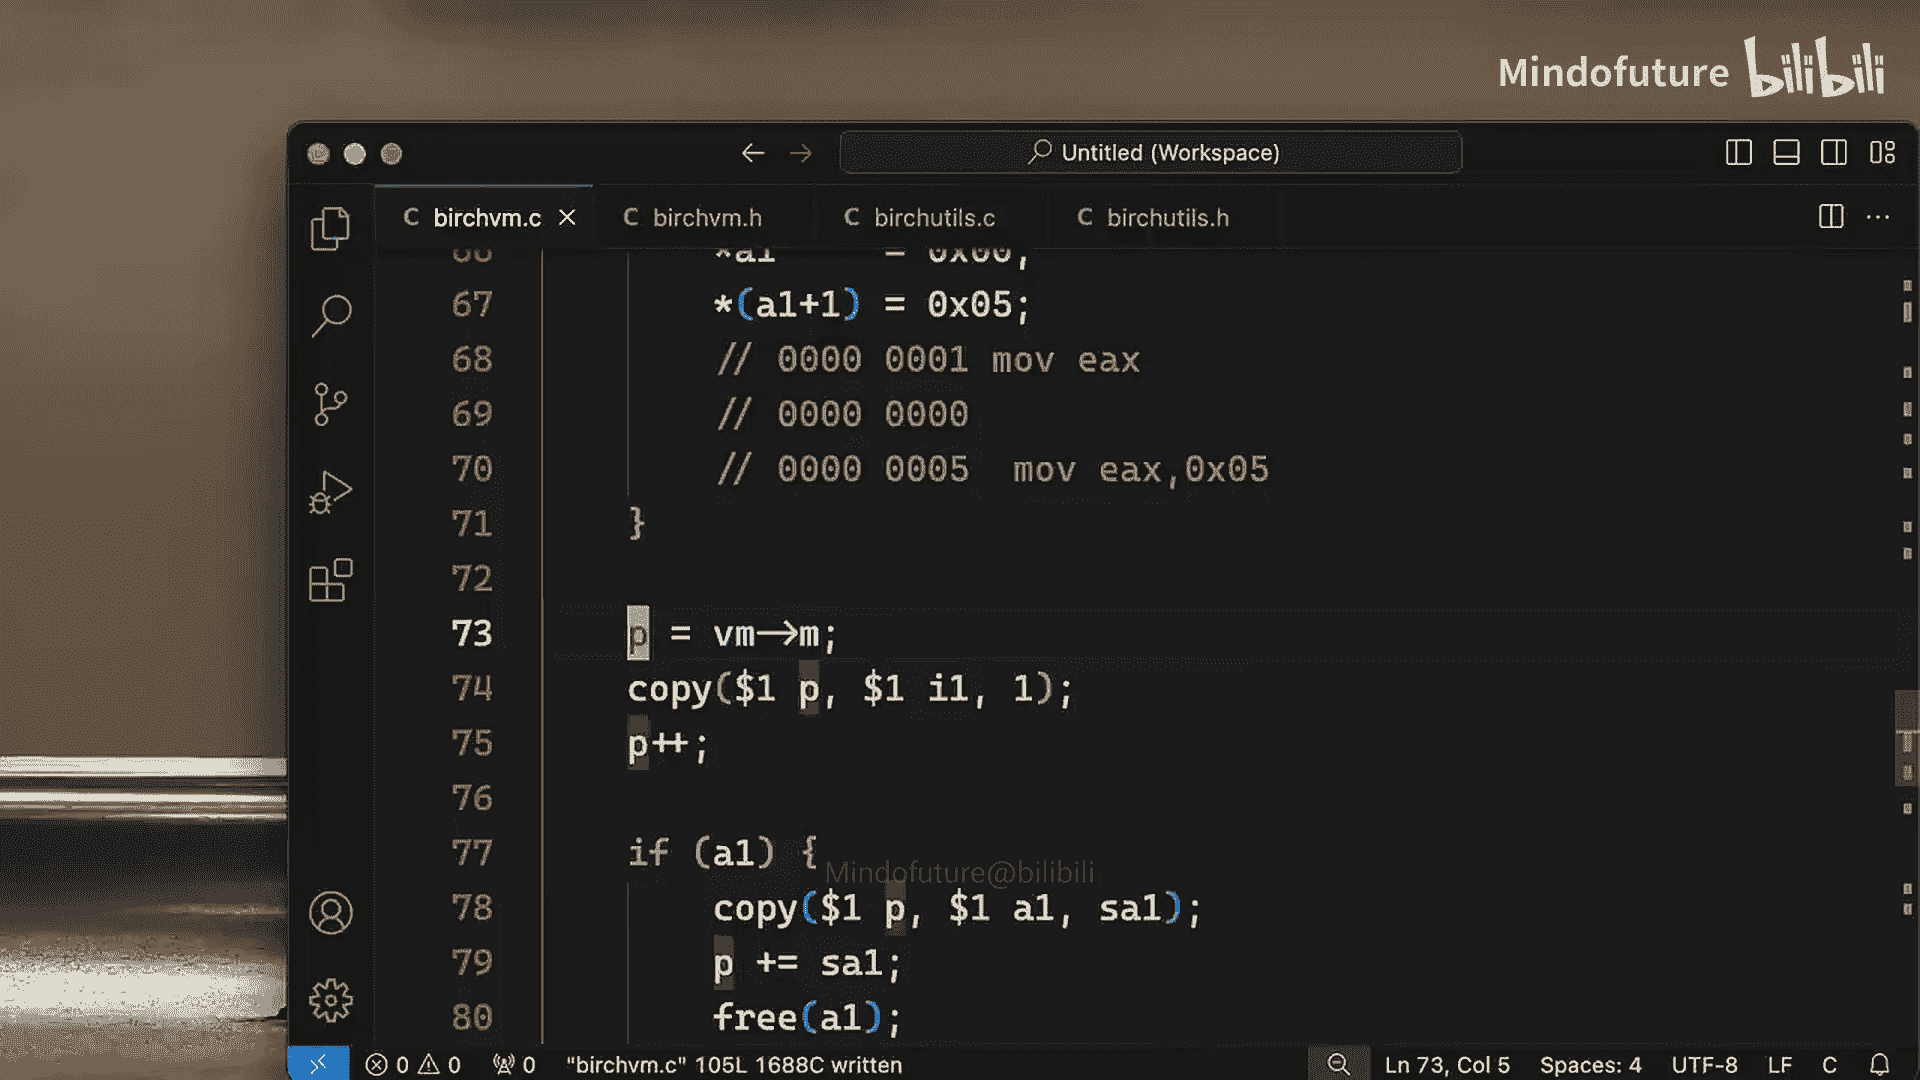 Mindofuture bilibili
Untitled (Workspace)
C birchvm.c C birchvm.h C birchutils.c C birchutils.h
66 *a1 = 0x00;
67 *(a1+1) = 0x05;
68 // 0000 0001 mov eax
69 // 0000 0000
70 // 0000 0005 mov eax,0x05
71 }
72
73 p = vm->m;
74 copy($1 p, $1 i1, 1);
75 p++;
76
77 if (a1) {
Mindofuture@bilibili
78 copy($1 p, $1 a1, sa1);
79 p += sa1;
80 free(a1);
0 0 0 "birchvm.c" 105L 1688C written Ln 73, Col 5 Spaces: 4 UTF-8 LF C